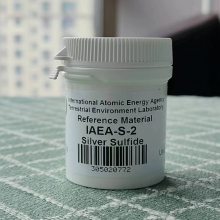 International Atomic Energy Agency
Terrestrial Environment Laboratory
Reference Material
IAEA-S-2
Silver Sulfide
305020772